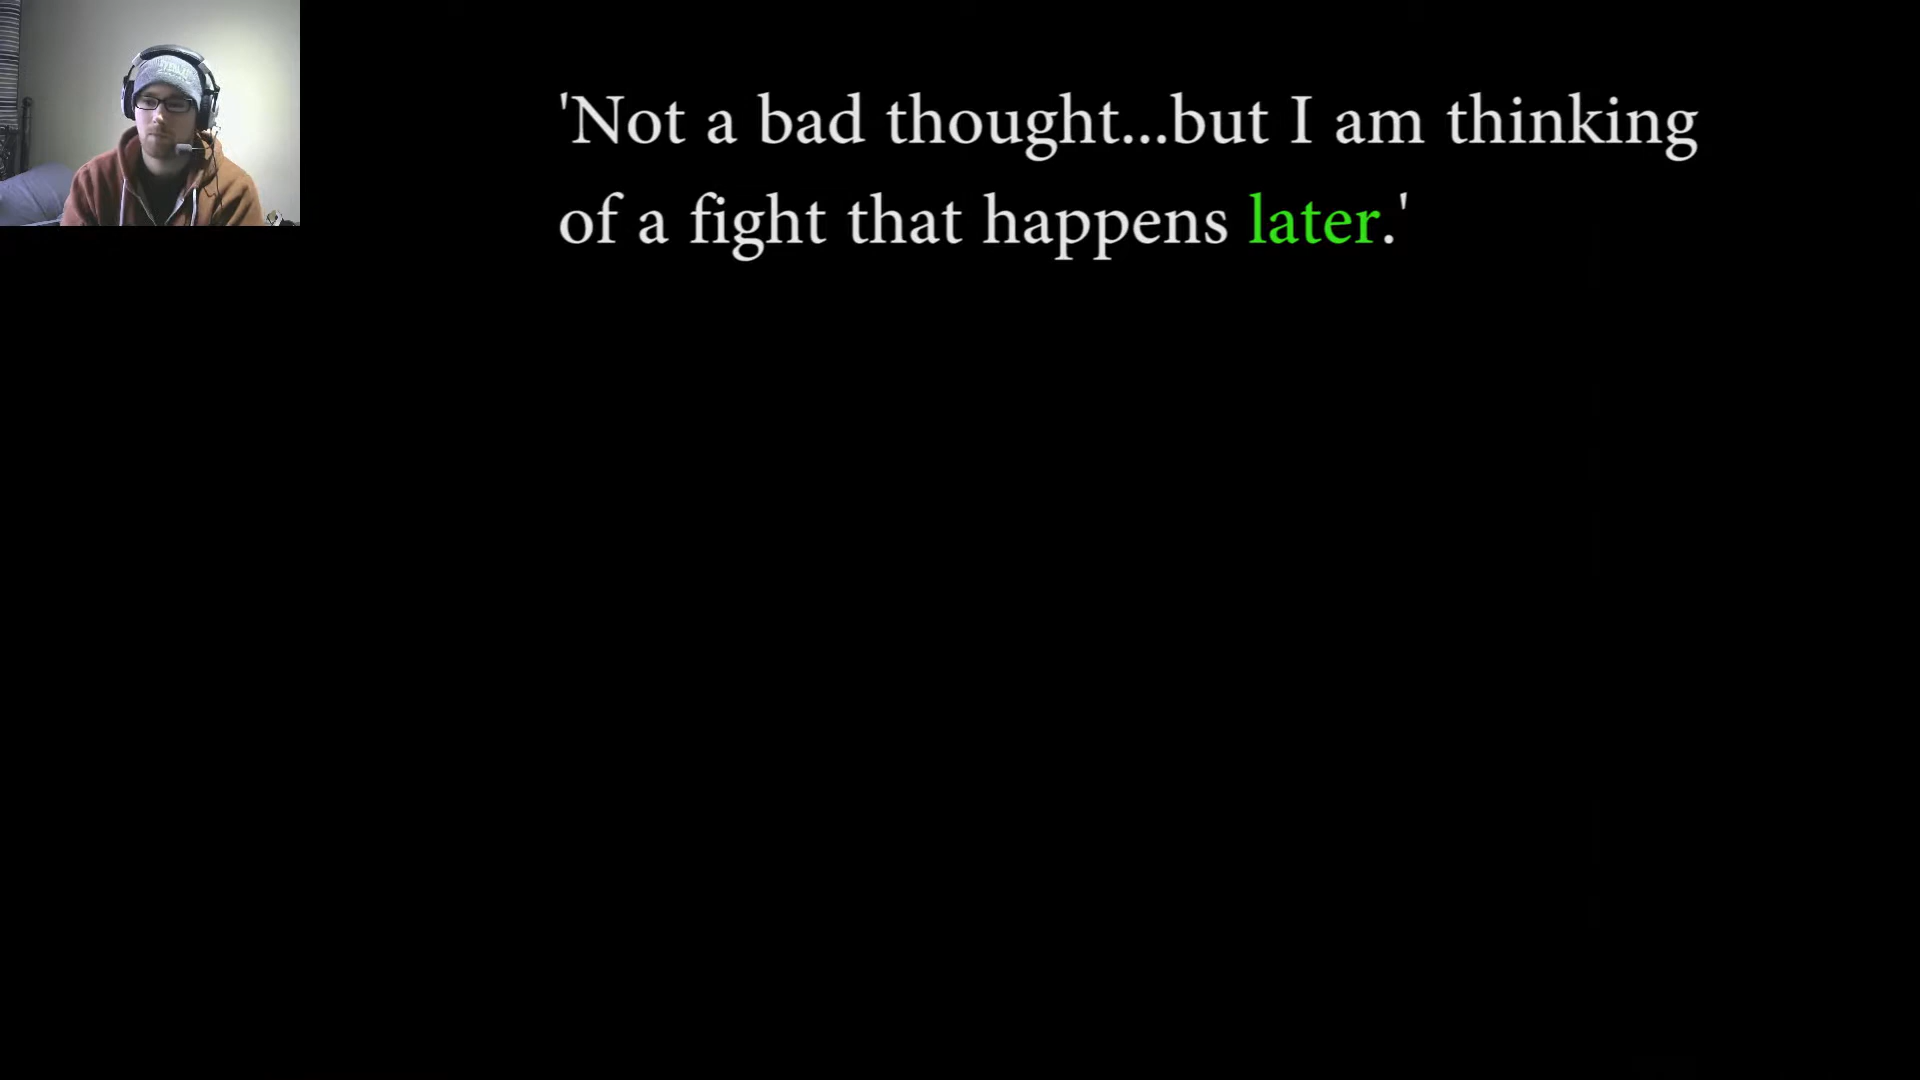 'Not a bad thought...but I am thinking
of a fight that happens later.'